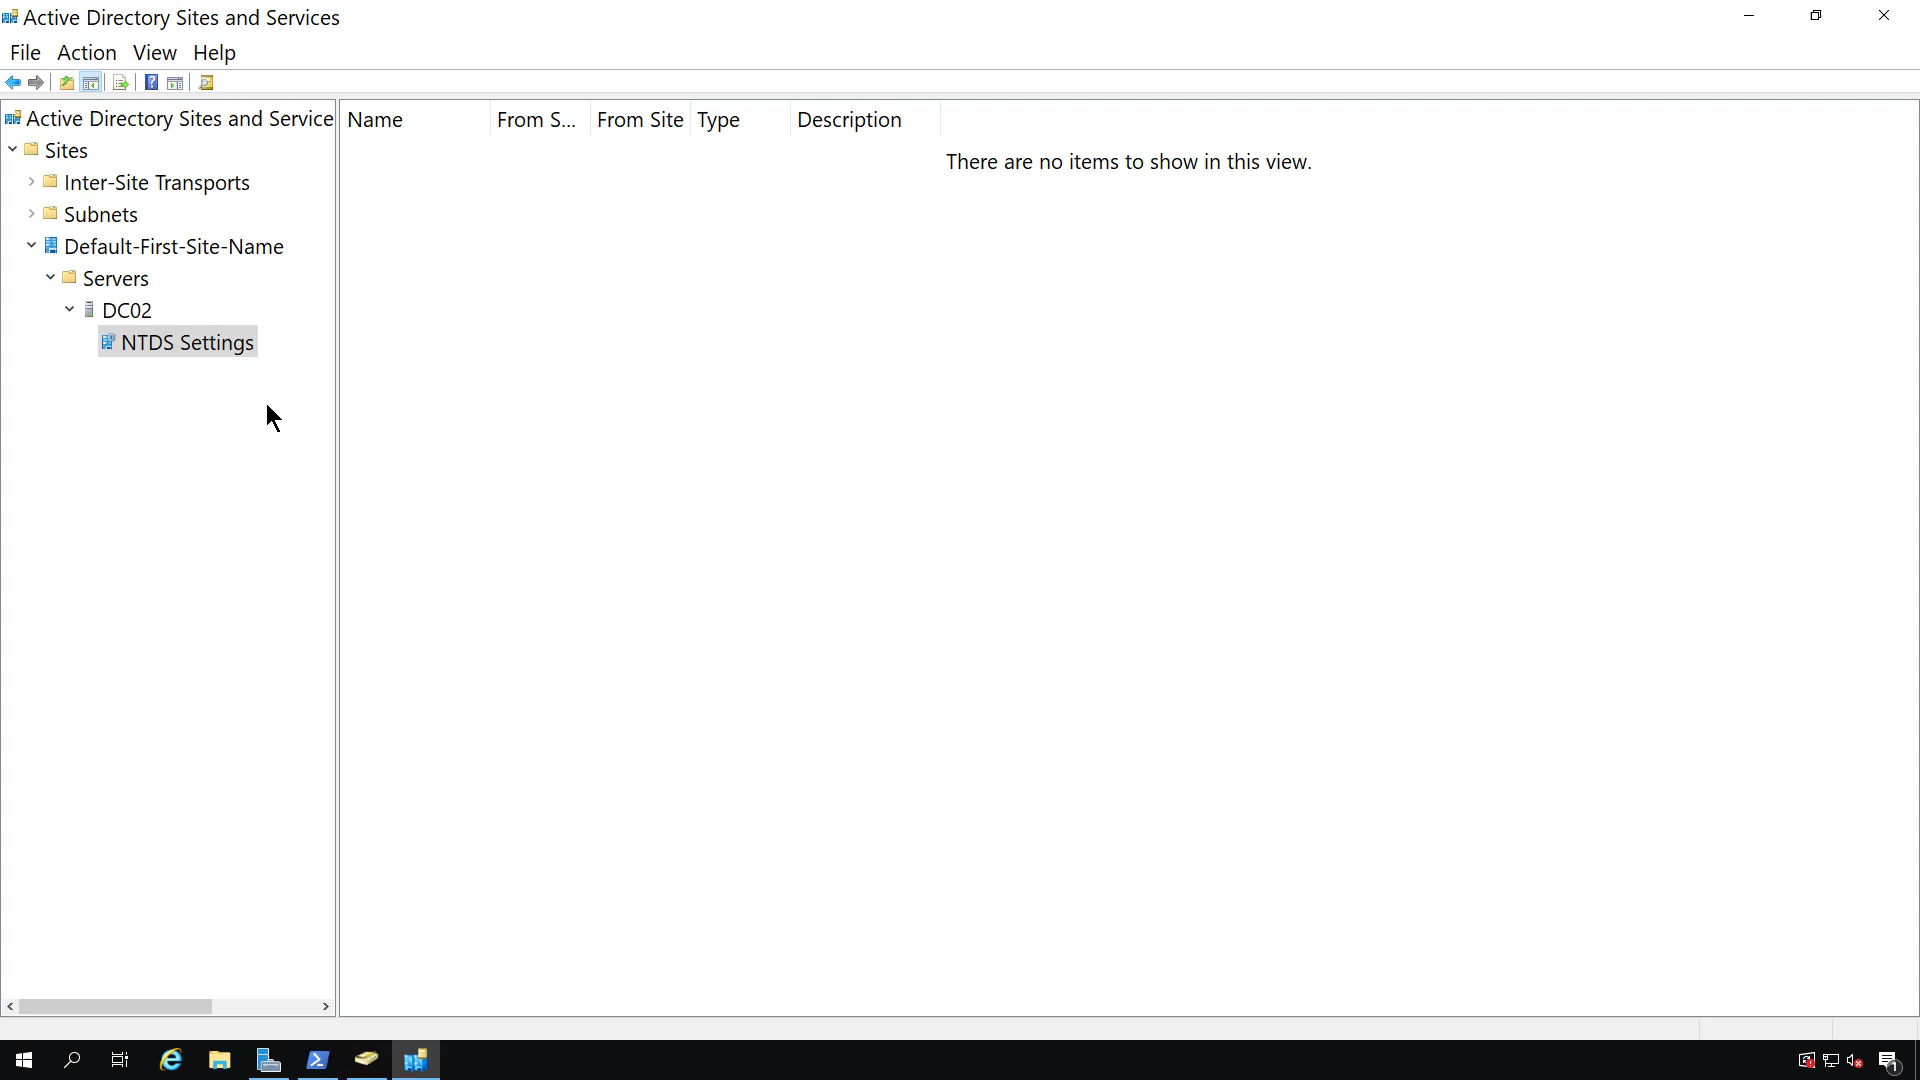 Active Directory Sites and Services
File Action View Help
Active Directory Sites and Service
Name From S... From Site Type Description
Sites
There are no items to show in this view.
Inter-Site Transports
Subnets
Default-First-Site-Name
Servers
DC02
NTDS Settings
1